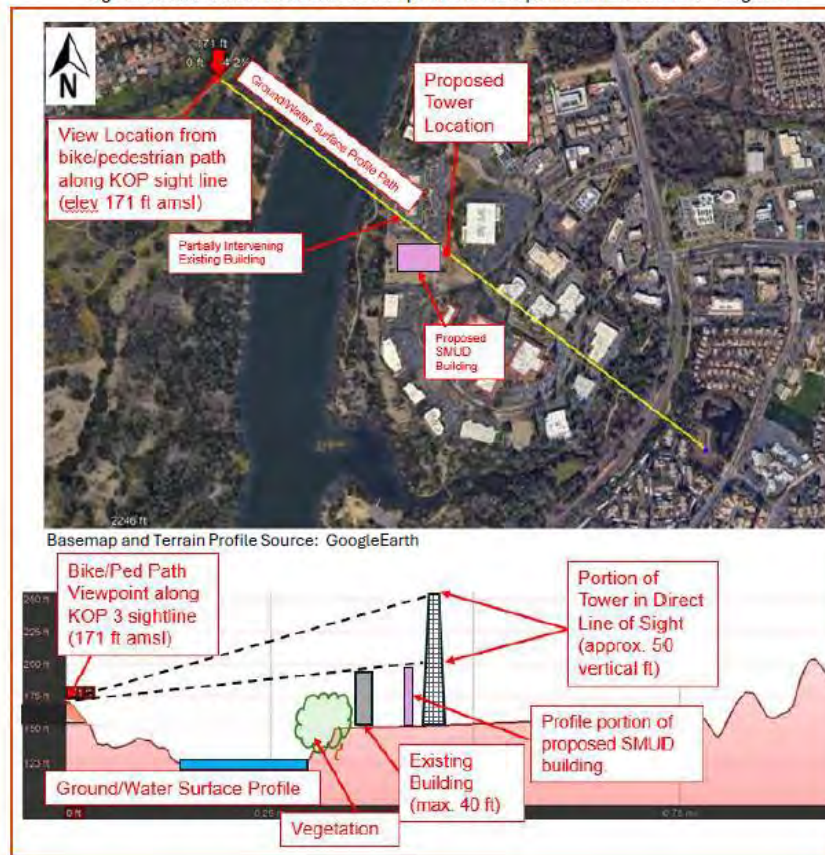 N
171 ft
0 ft
4.2%
View Location from
bike/pedestrian path
along KOP sight line
(elev 171 ft amsl)
Ground/Water Surface Profile Path
Proposed
Tower
Location
Partially Intervening
Existing Building
Proposed
SMUD
Building
2246 ft
Basemap and Terrain Profile Source: GoogleEarth
Bike/Ped Path
Viewpoint along
KOP 3 sightline
(171 ft amsl)
Portion of
Tower in Direct
Line of Sight
(approx. 50
vertical ft)
225 ft
200 ft
175 ft
150 ft
Profile portion of
proposed SMUD
building.
Existing
Building
(max. 40 ft)
Ground/Water Surface Profile
Vegetation
0 ft